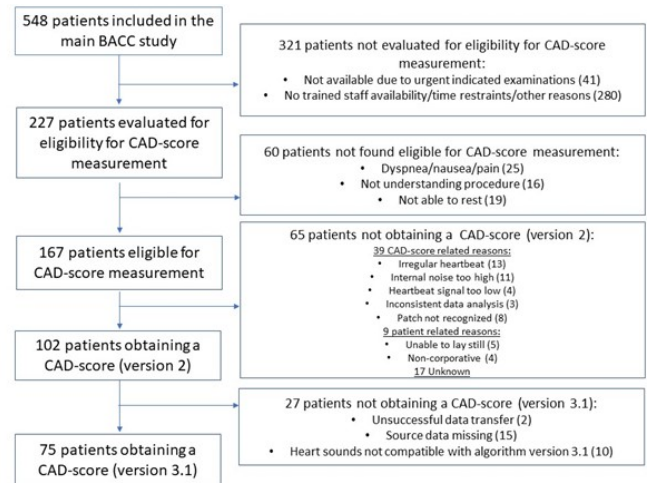 548 patients included in the
main BACC study
321 patients not evaluated for eligibility for CAD-score
measurement:
• Not available due to urgent indicated examinations (41)
• No trained staff availability/time restraints/other reasons (280)
227 patients evaluated for
eligibility for CAD-score
measurement
60 patients not found eligible for CAD-score measurement:
• Dyspnea/nausea/pain (25)
• Not understanding procedure (16)
• Not able to rest (19)
167 patients eligible for
CAD-score measurement
65 patients not obtaining a CAD-score (version 2):
39 CAD-score related reasons:
• Irregular heartbeat (13)
• Internal noise too high (11)
• Heartbeat signal too low (4)
• Inconsistent data analysis (3)
• Patch not recognized (8)
9 patient related reasons:
• Unable to lay still (5)
• Non-corporative (4)
17 Unknown
102 patients obtaining a
CAD-score (version 2)
27 patients not obtaining a CAD-score (version 3.1):
• Unsuccessful data transfer (2)
• Source data missing (15)
• Heart sounds not compatible with algorithm version 3.1 (10)
75 patients obtaining a
CAD-score (version 3.1)